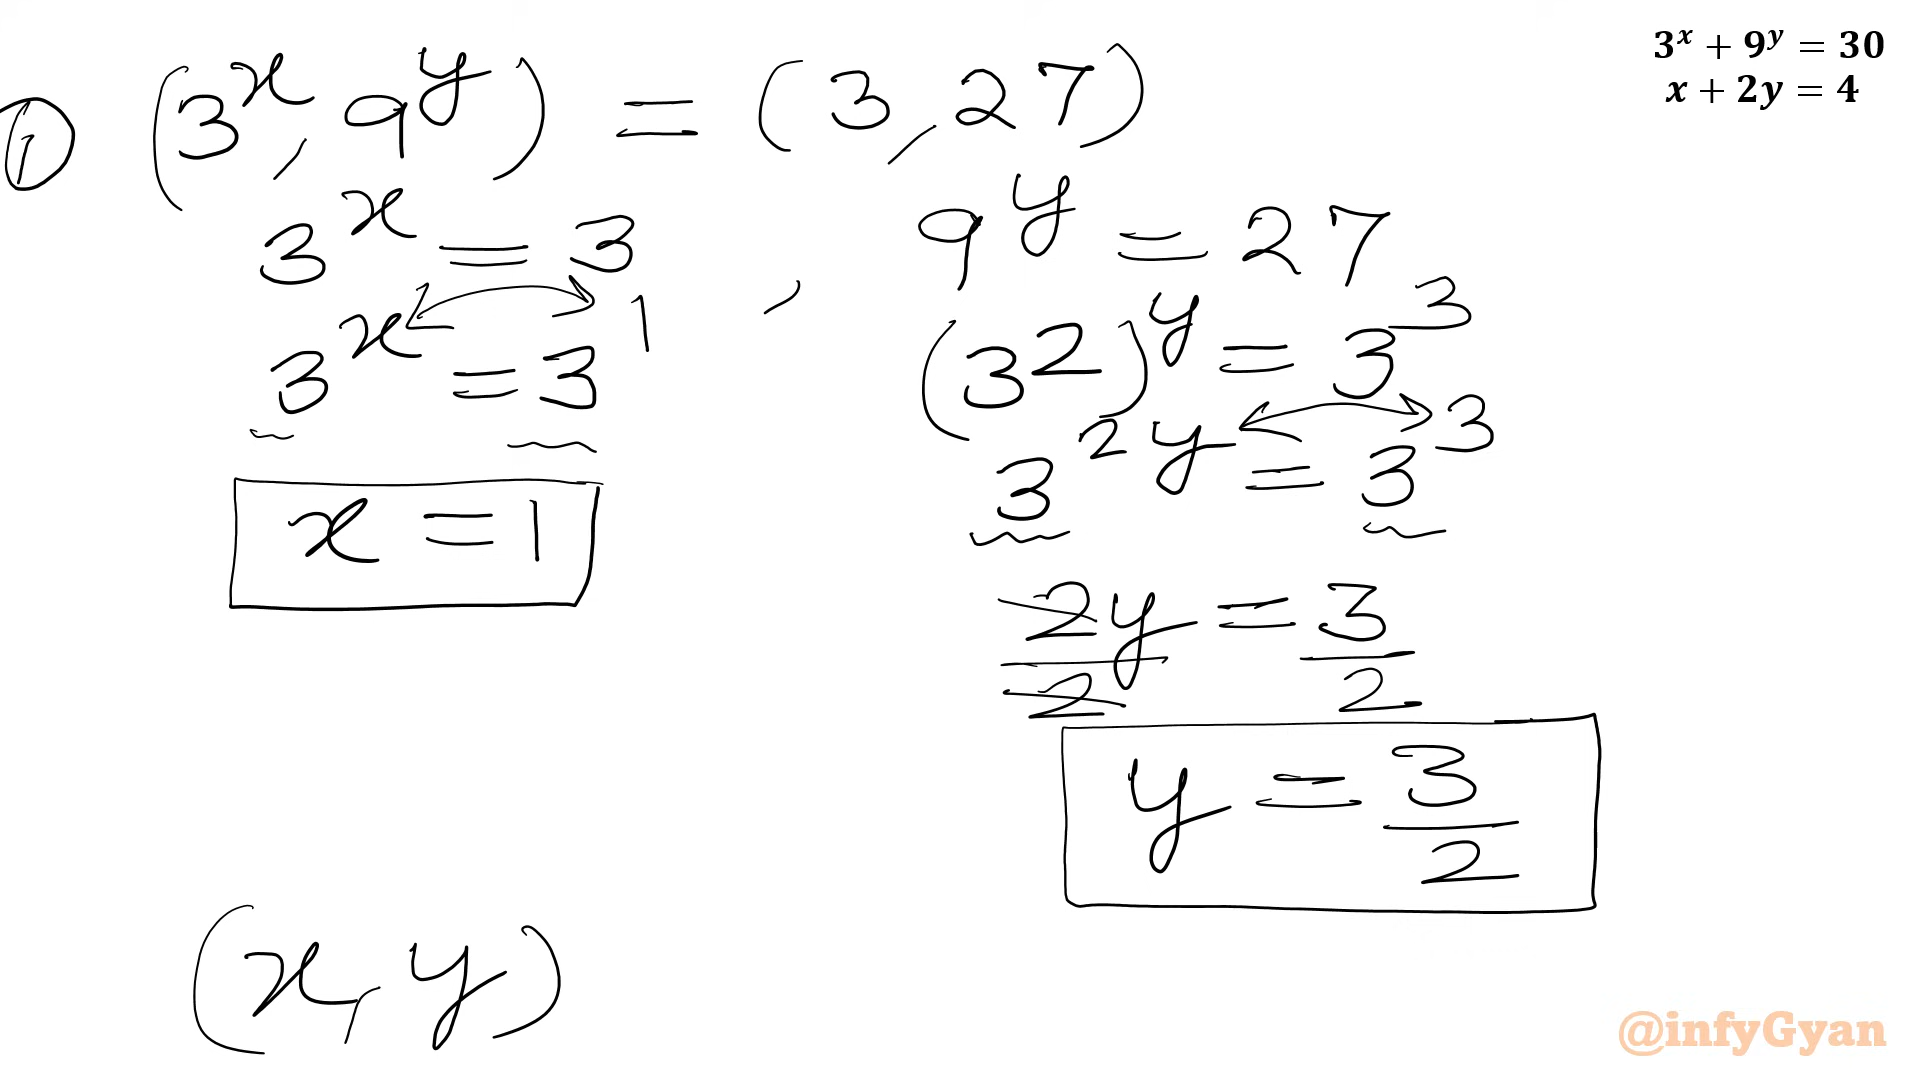 3^x + 9^y = 30
x + 2y = 4
① (3^x, 9^y) = (3, 27)
3^x = 3 , 9^y = 27
3^x = 3^1
(3^2)^y = 3^3
3^2y = 3^3
x = 1
2y/2 = 3/2
y = 3/2
(x, y)
@infyGyan